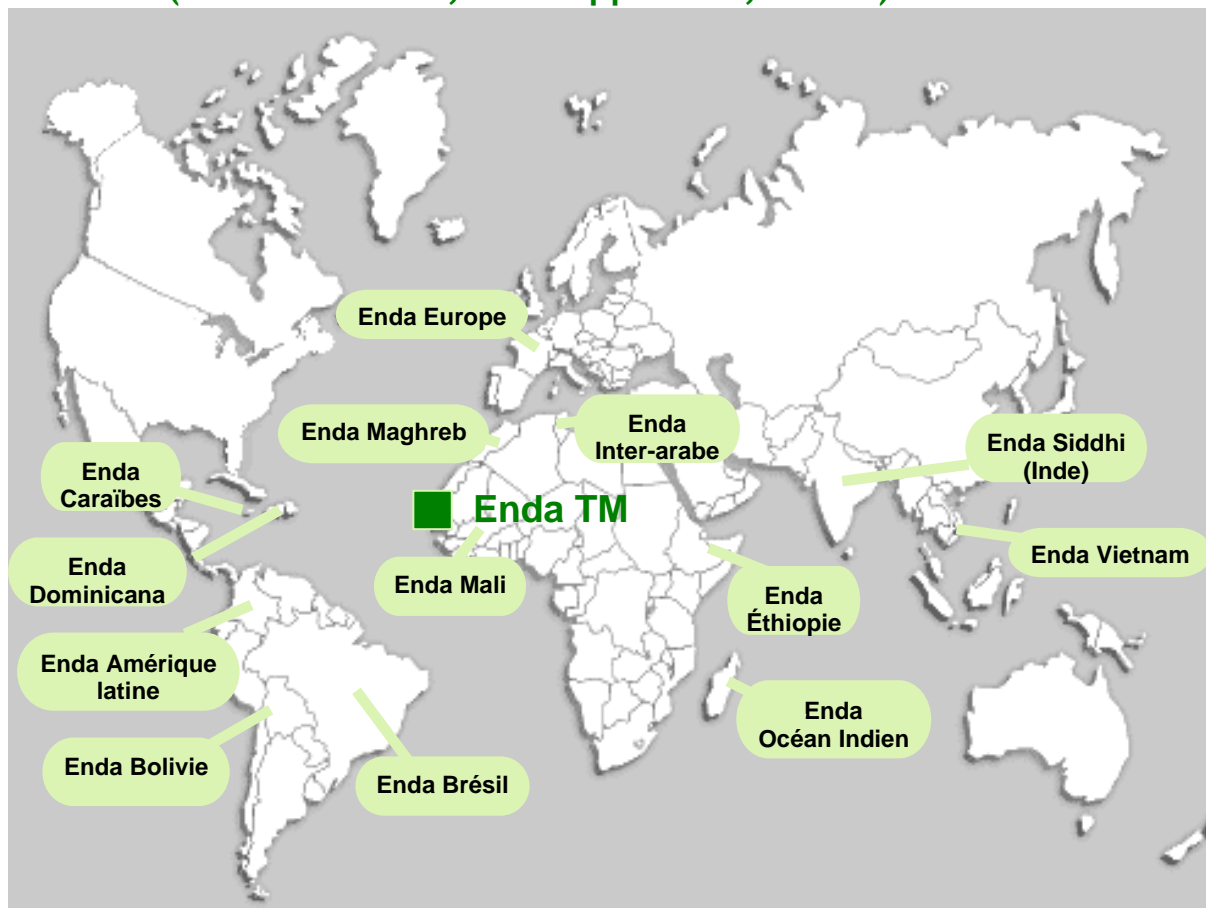 Enda Europe
Enda Maghreb
Enda
Inter-arabe
Enda Siddhi
(Inde)
Enda
Caraïbes
Enda TM
Enda Vietnam
Enda
Dominicana
Enda Mali
Enda
Éthiopie
Enda Amérique
latine
Enda
Océan Indien
Enda Bolivie
Enda Brésil